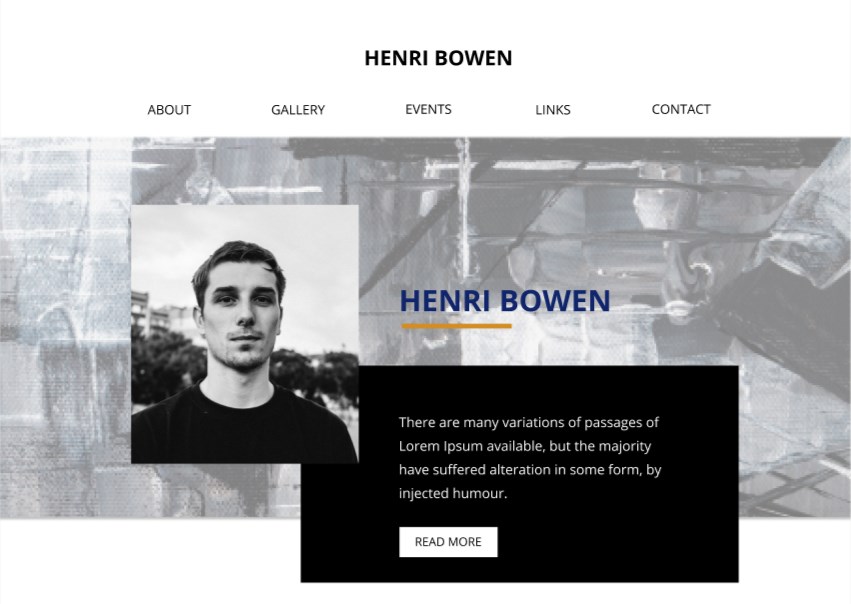 HENRI BOWEN
ABOUT GALLERY EVENTS LINKS CONTACT
HENRI BOWEN
There are many variations of passages of
Lorem Ipsum available, but the majority
have suffered alteration in some form, by
injected humour.
READ MORE